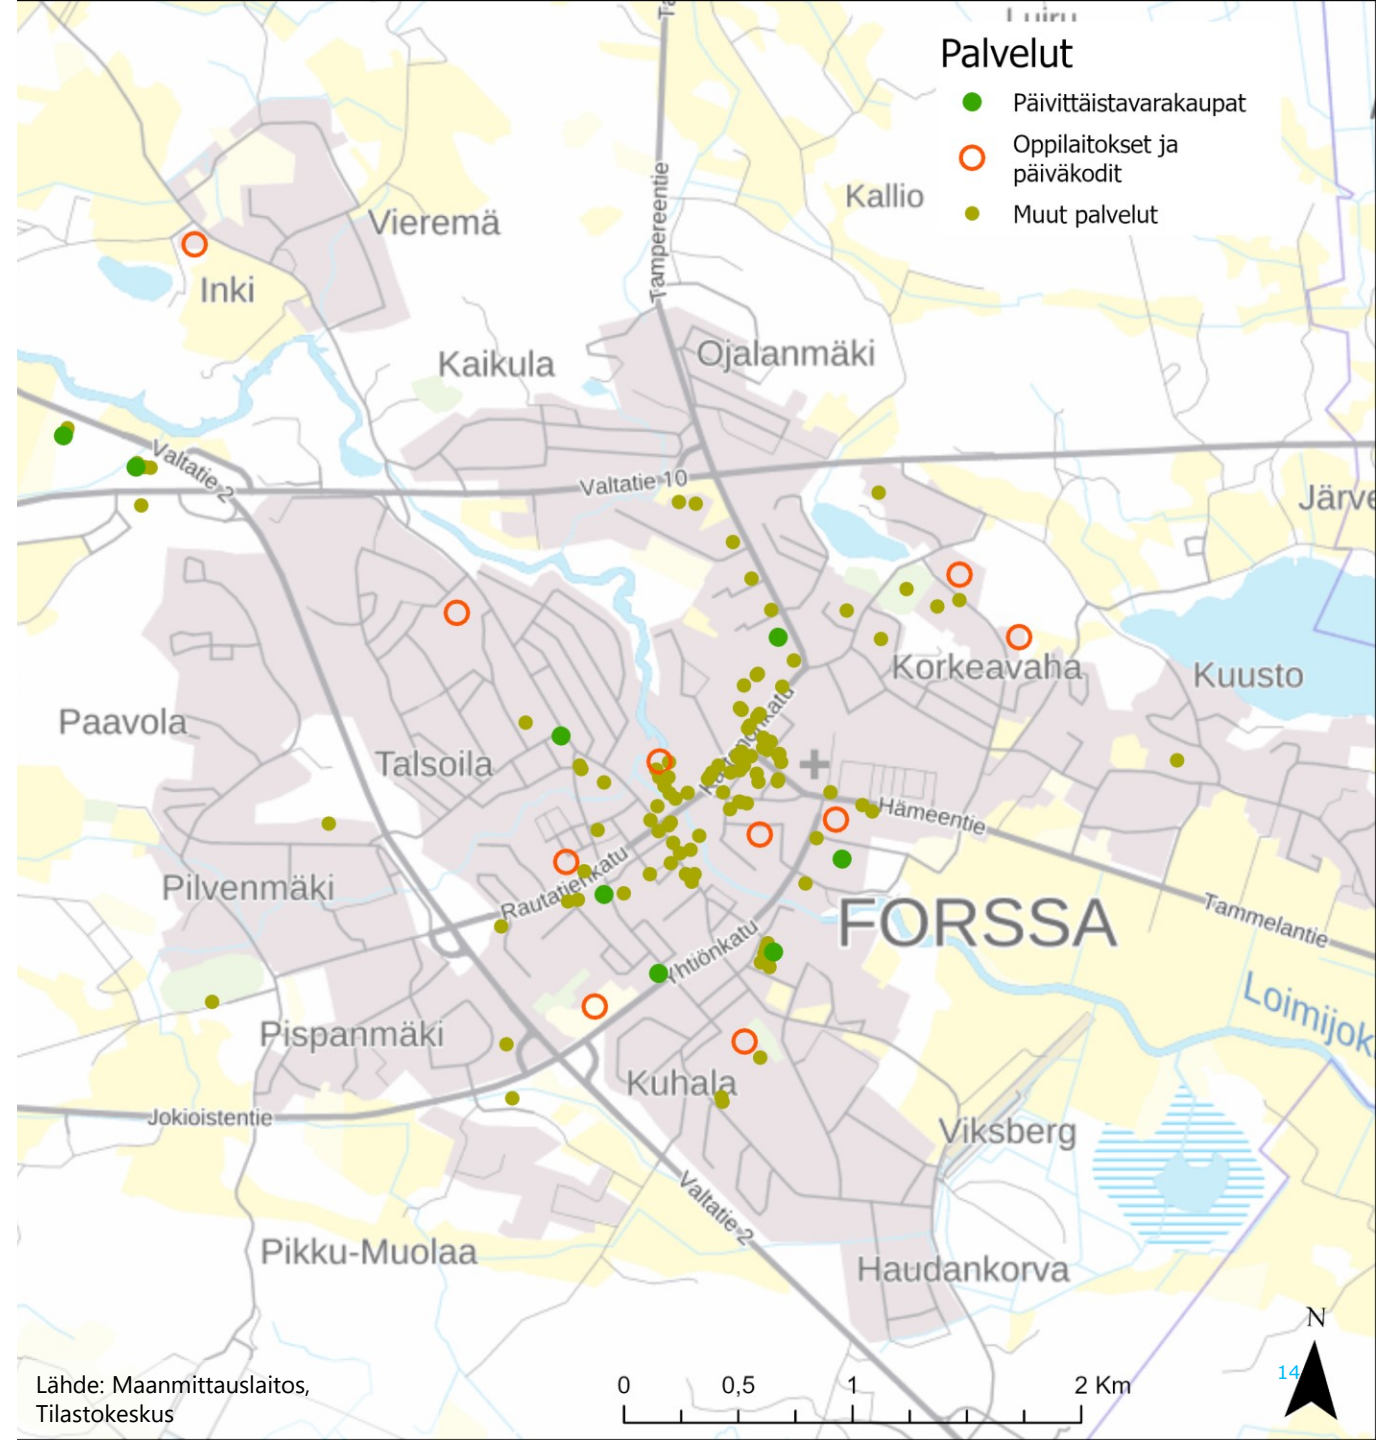 Luiru
Palvelut
Päivittäistavarakaupat
Oppilaitokset ja
päiväkodit
Muut palvelut
Kallio
Tampereentie
Vieremä
Inki
Kaikula
Ojalanmäki
Valtatie 2
Valtatie 10
Järve
Korkeavaha
Kuusto
Paavola
Talsoila
Hämeentie
Pilvenmäki
Rautatienkatu
FORSSA
Tammelantie
Yhtiönkatu
Loimijok
Pispanmäki
Kuhala
Jokioistentie
Viksberg
Valtatie 2
Pikku-Muolaa
Haudankorva
N
14
Lähde: Maanmittauslaitos,
Tilastokeskus
0 0,5 1 2 Km